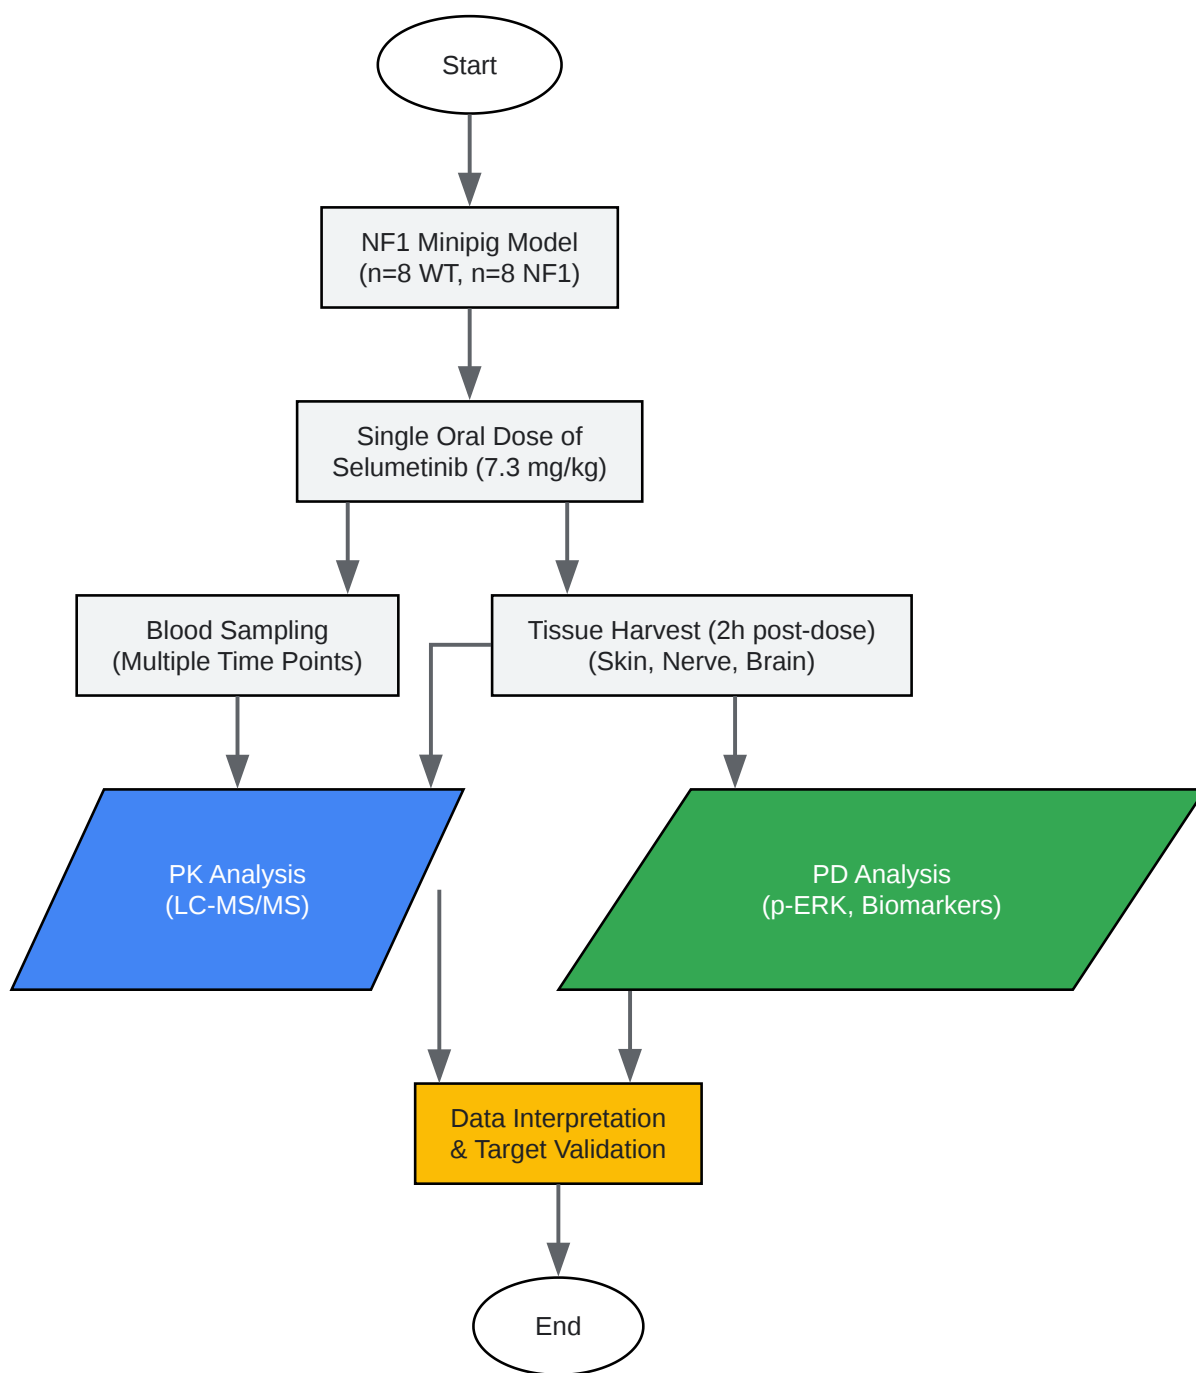 Start
NF1 Minipig Model
(n=8 WT, n=8 NF1)
Single Oral Dose of
Selumetinib (7.3 mg/kg)
Blood Sampling
(Multiple Time Points)
Tissue Harvest (2h post-dose)
(Skin, Nerve, Brain)
PK Analysis
(LC-MS/MS)
PD Analysis
(p-ERK, Biomarkers)
Data Interpretation
& Target Validation
End